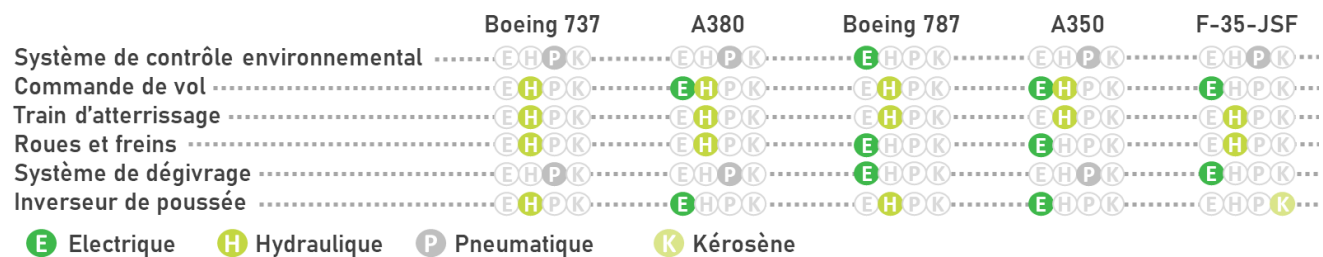 Boeing 737 A380 Boeing 787 A350 F-35-JSF
Système de contrôle environnemental E H P K E H P K E H P K E H P K E H P K
Commande de vol E H P K E H P K E H P K E H P K E H P K
Train d'atterrissage E H P K E H P K E H P K E H P K E H P K
Roues et freins E H P K E H P K E H P K E H P K E H P K
Système de dégivrage E H P K E H P K E H P K E H P K E H P K
Inverseur de poussée E H P K E H P K E H P K E H P K E H P K
E Electrique H Hydraulique P Pneumatique K Kérosène